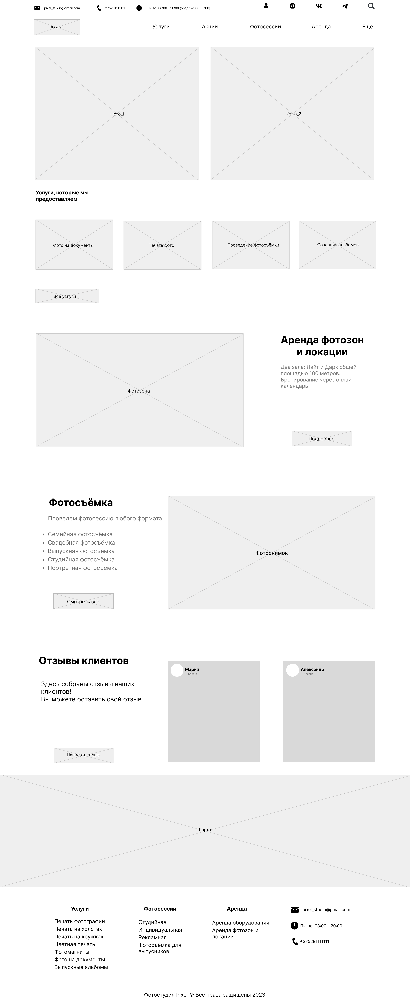 pixel_studio@gmail.com
+375291111111
Пн-вс: 08:00 - 20:00 (обед 14:00 - 15:00)
Логотип
Услуги
Акции
Фотосессии
Аренда
Ещё
Фото_1
Фото_2
Услуги, которые мы
предоставляем
Фото на документы
Печать фото
Проведение фотосъёмки
Создание альбомов
Все услуги
Фотозона
Аренда фотозон
и локации
Два зала: Лайт и Дарк общей
площадью 100 метров.
Бронирование через онлайн-
календарь
Подробнее
Фотосъёмка
Проведем фотосессию любого формата
• Семейная фотосъёмка
• Свадебная фотосъёмка
• Выпускная фотосъёмка
• Студийная фотосъёмка
• Портретная фотосъёмка
Смотреть все
Фотоснимок
Отзывы клиентов
Здесь собраны отзывы наших
клиентов!
Вы можете оставить свой отзыв
Написать отзыв
Мария
Клиент
Александр
Клиент
Карта
Услуги
Печать фотографий
Печать на холстах
Печать на кружках
Цветная печать
Фотомагниты
Фото на документы
Выпускные альбомы
Фотосессии
Студийная
Индивидуальная
Рекламная
Фотосъёмка для
выпусников
Аренда
Аренда оборудования
Аренда фотозон и
локаций
pixel_studio@gmail.com
Пн-вс: 08:00 - 20:00
+375291111111
Фотостудия Pixel © Все права защищены 2023